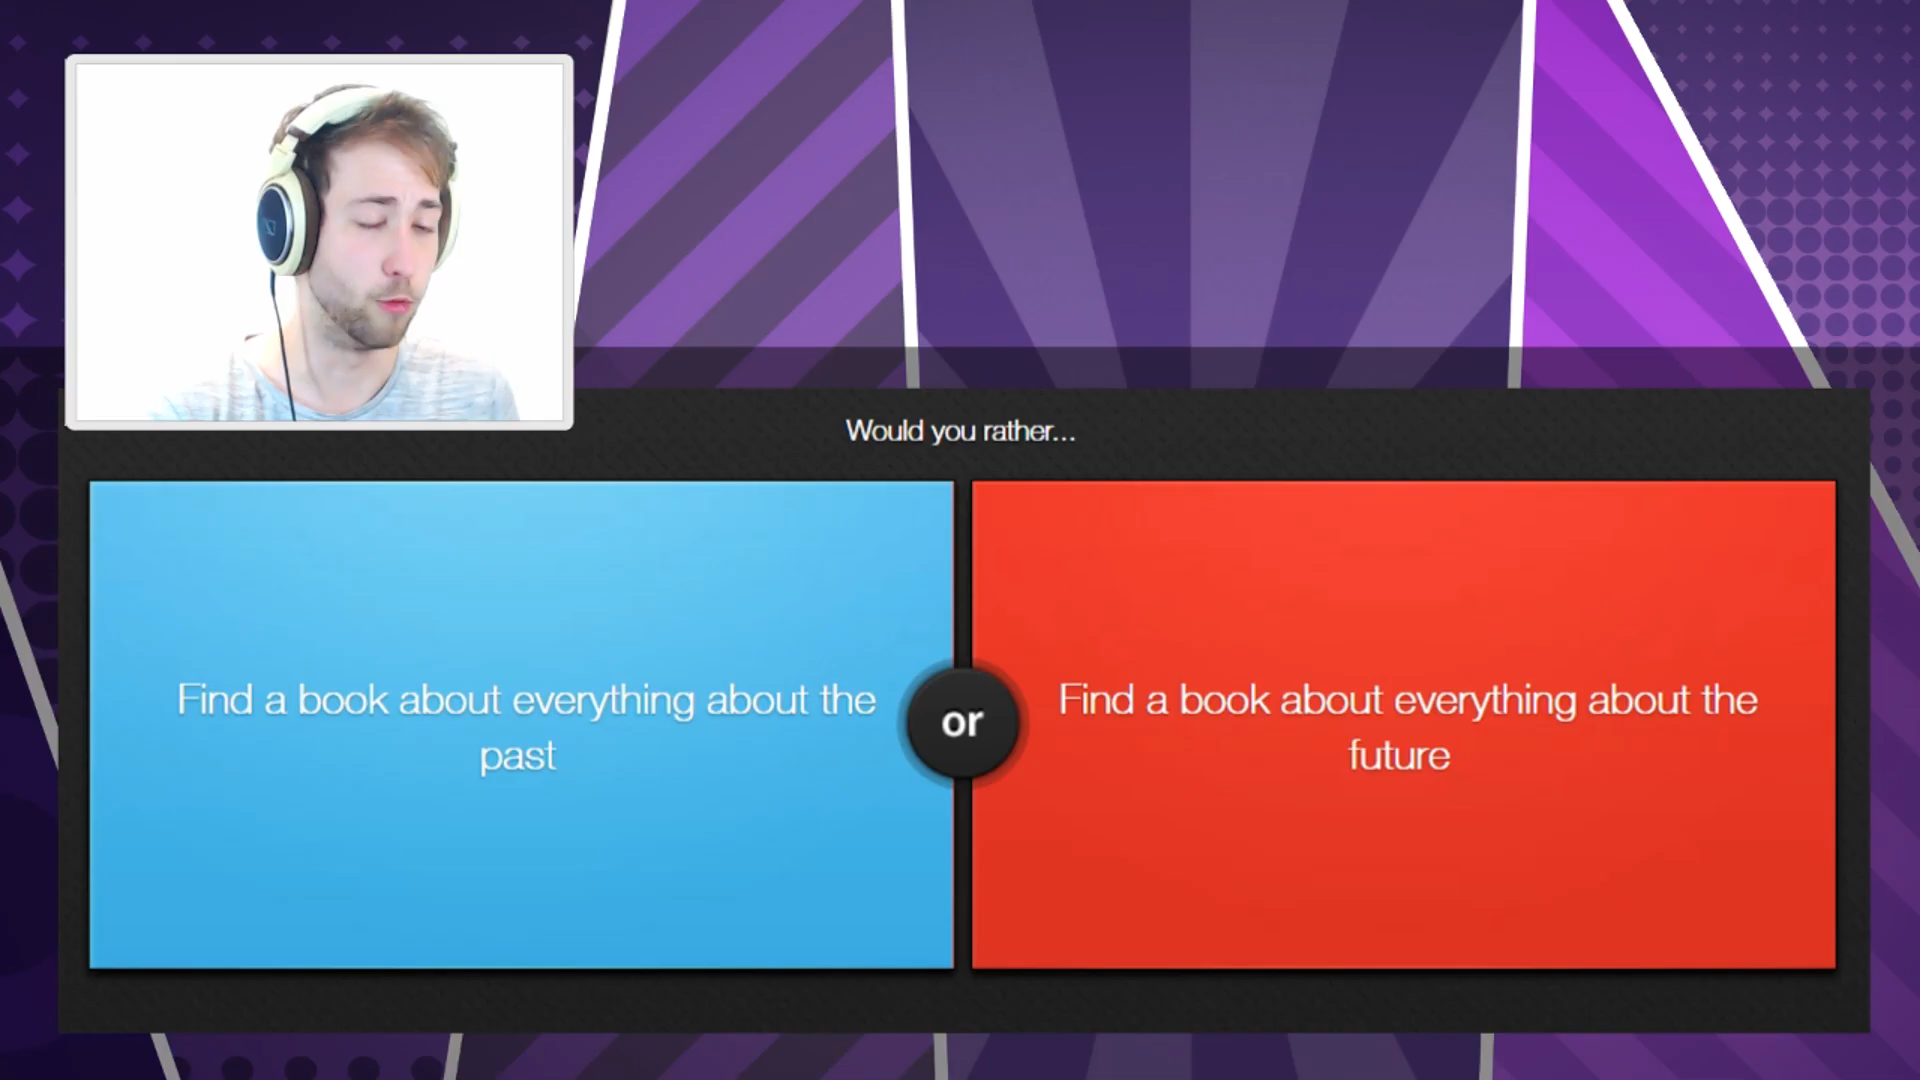 Would you rather...
Find a book about everything about the
past
or
Find a book about everything about the
future